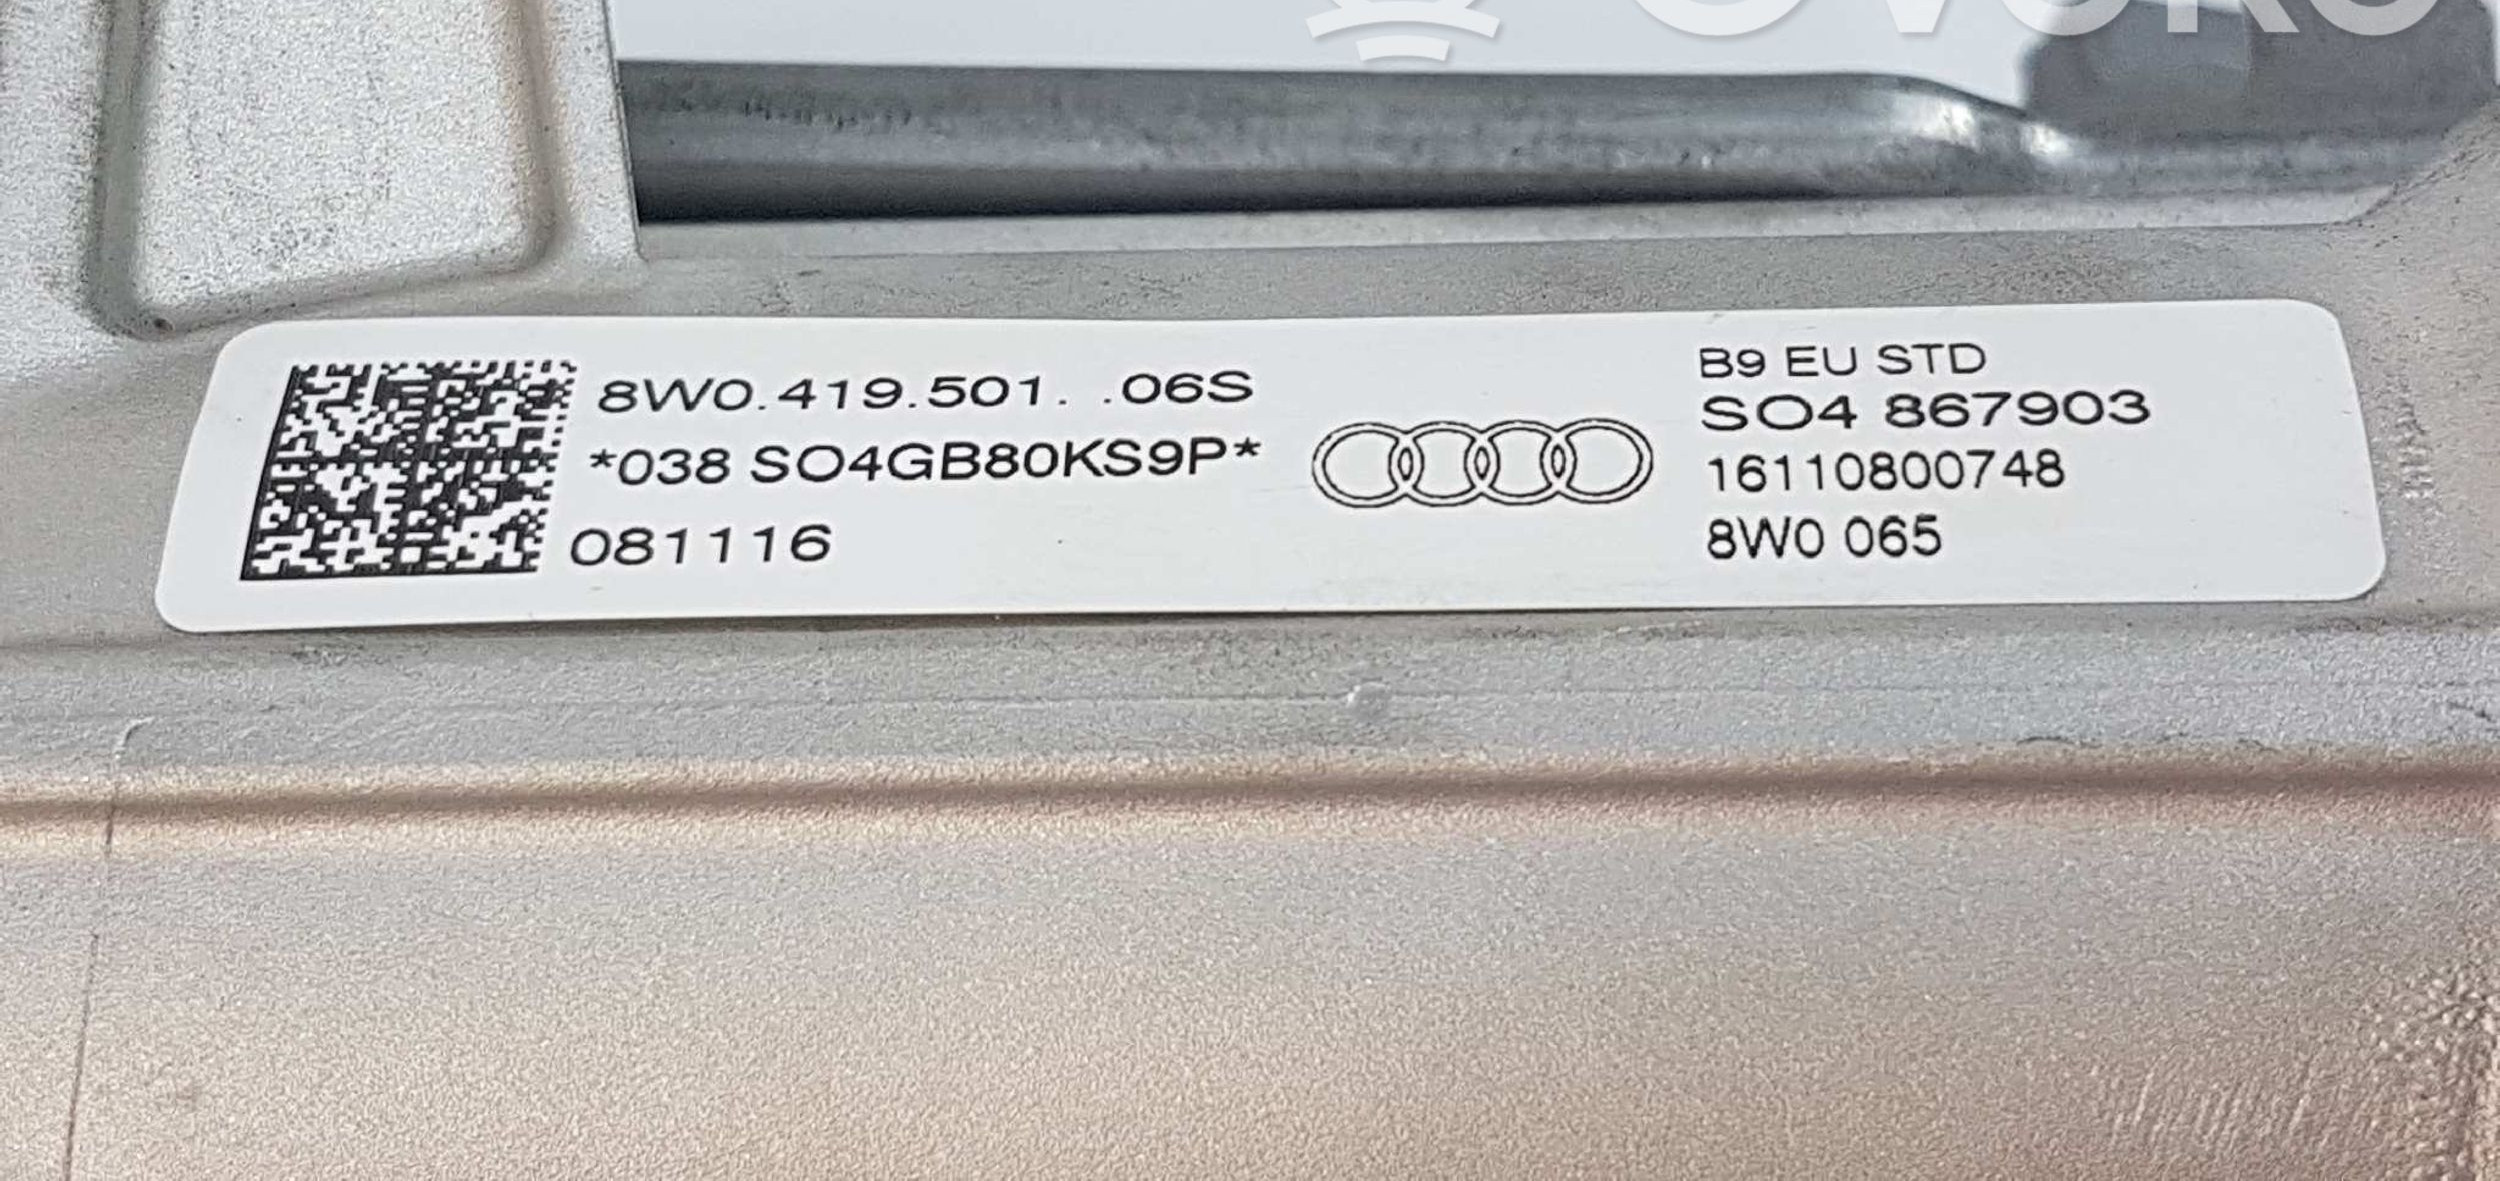 8W0.419.501. .06S
*038 SO4GB80KS9P*
081116
B9 EU STD
SO4 867903
16110800748
8W0 065